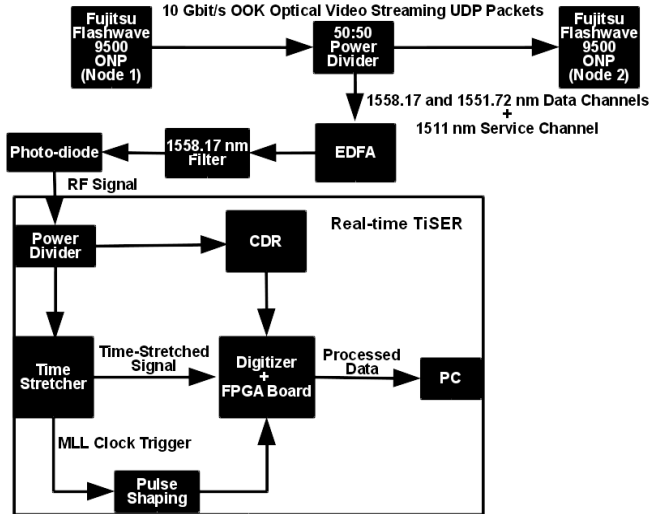 10 Gbit/s OOK Optical Video Streaming UDP Packets
Fujitsu
Flashwave
9500
ONP
(Node 1)
50:50
Power
Divider
Fujitsu
Flashwave
9500
ONP
(Node 2)
1558.17 and 1551.72 nm Data Channels
+
1511 nm Service Channel
Photo-diode
1558.17 nm
Filter
EDFA
RF Signal
Real-time TiSER
Power
Divider
CDR
Time
Stretcher
Time-Stretched
Signal
Digitizer
+
FPGA Board
Processed
Data
PC
MLL Clock Trigger
Pulse
Shaping